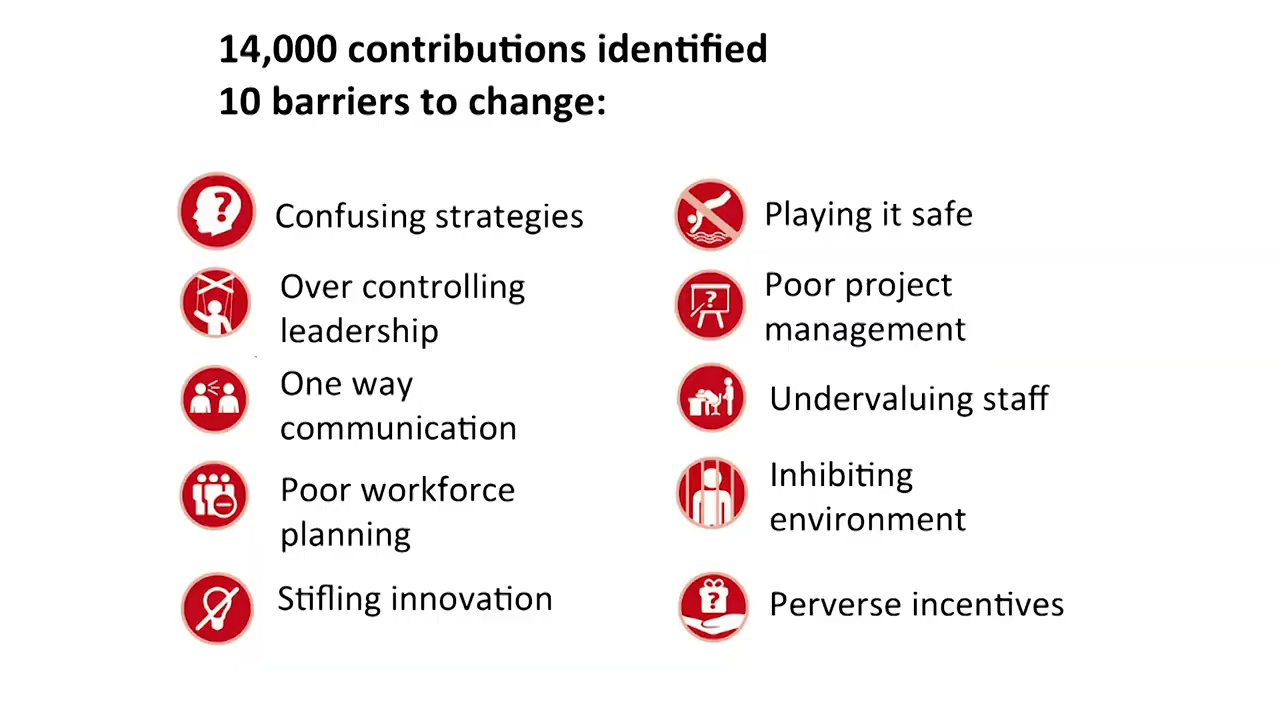 14,000 contributions identified
10 barriers to change:
Confusing strategies
Over controlling
leadership
One way
communication
Poor workforce
planning
Stifling innovation
Playing it safe
Poor project
management
Undervaluing staff
Inhibiting
environment
Perverse incentives